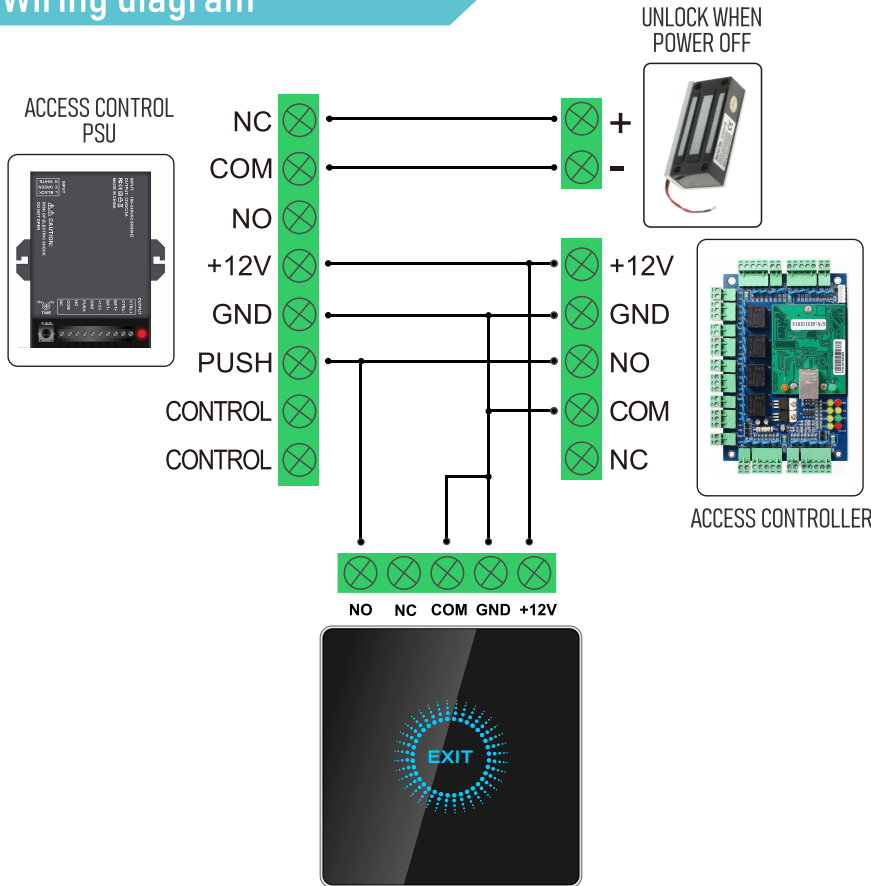 Wiring diagram
UNLOCK WHEN
POWER OFF
ACCESS CONTROL
PSU
NC
COM
NO
+12V
GND
PUSH
CONTROL
CONTROL
+
-
+12V
GND
NO
COM
NC
ACCESS CONTROLLER
NO NC COM GND +12V
EXIT